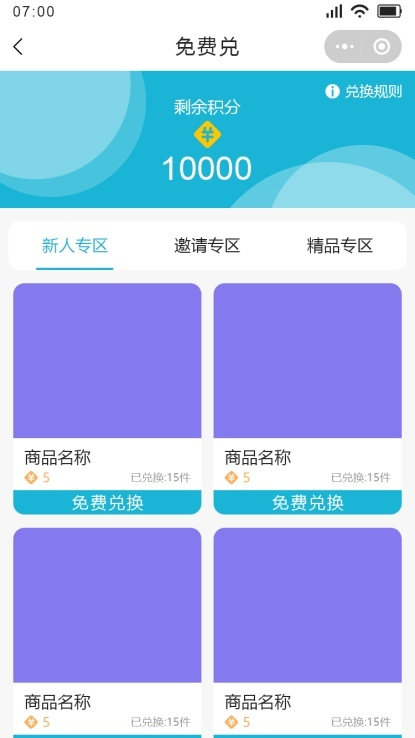 07:00
免费兑
兑换规则
剩余积分
10000
新人专区 邀请专区 精品专区
商品名称 商品名称
5 已兑换:15件 5 已兑换:15件
免费兑换 免费兑换
商品名称 商品名称
5 已兑换:15件 5 已兑换:15件